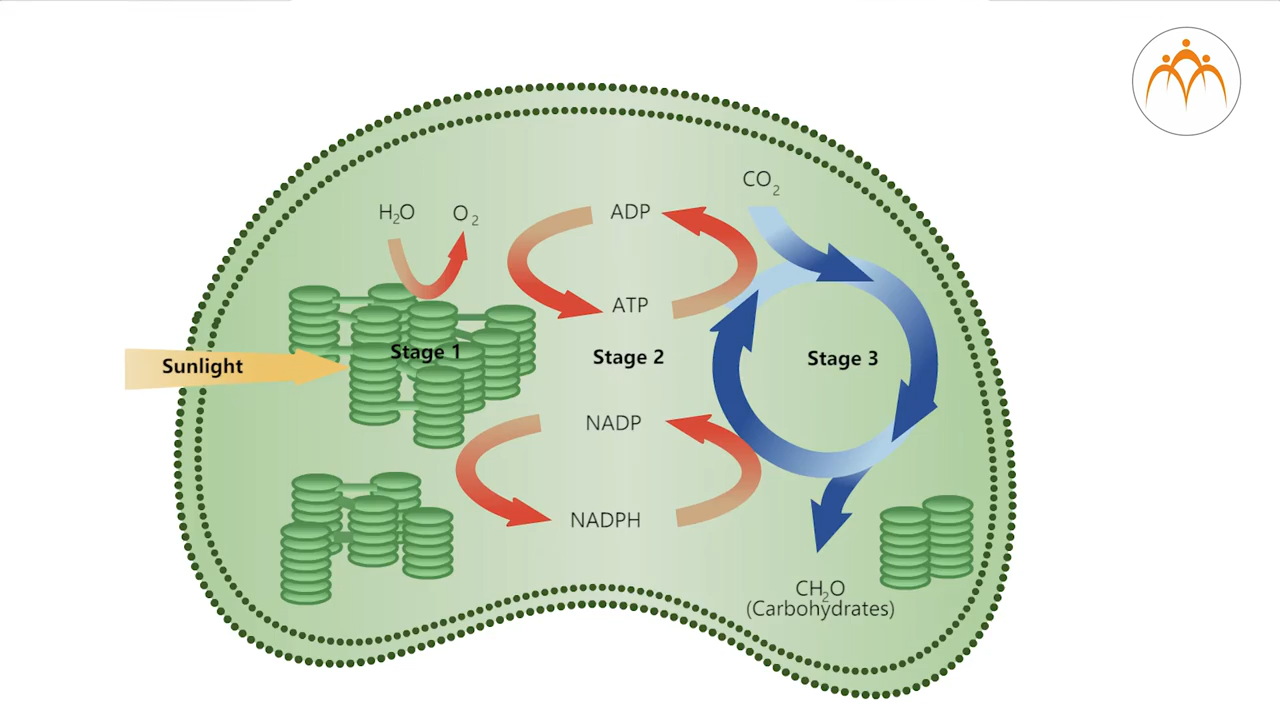 CO₂
H₂O
O₂
ADP
ATP
Stage 1
Stage 2
Stage 3
Sunlight
NADP
NADPH
CH₂O
(Carbohydrates)